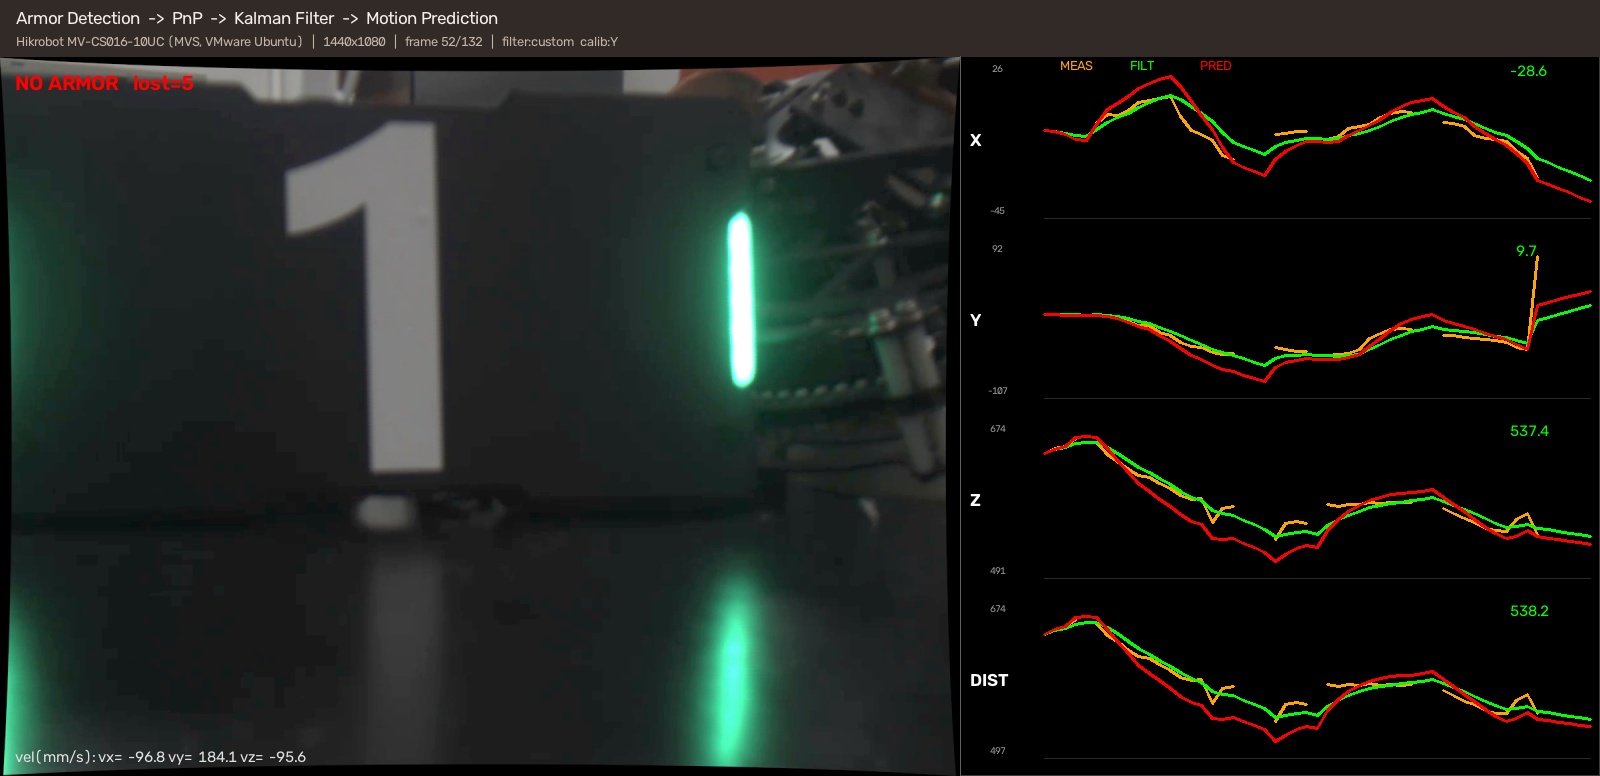 Armor Detection -> PnP -> Kalman Filter -> Motion Prediction
Hikrobot MV-CS016-10UC (MVS, VMware Ubuntu) | 1440x1080 | frame 52/132 | filter:custom calib:Y
NO ARMOR lost=5
1
vel(mm/s): vx= -96.8 vy= 184.1 vz= -95.6
MEAS FILT PRED
26
-28.6
X
-45
92
9.7
Y
-107
674
537.4
Z
491
674
538.2
DIST
497